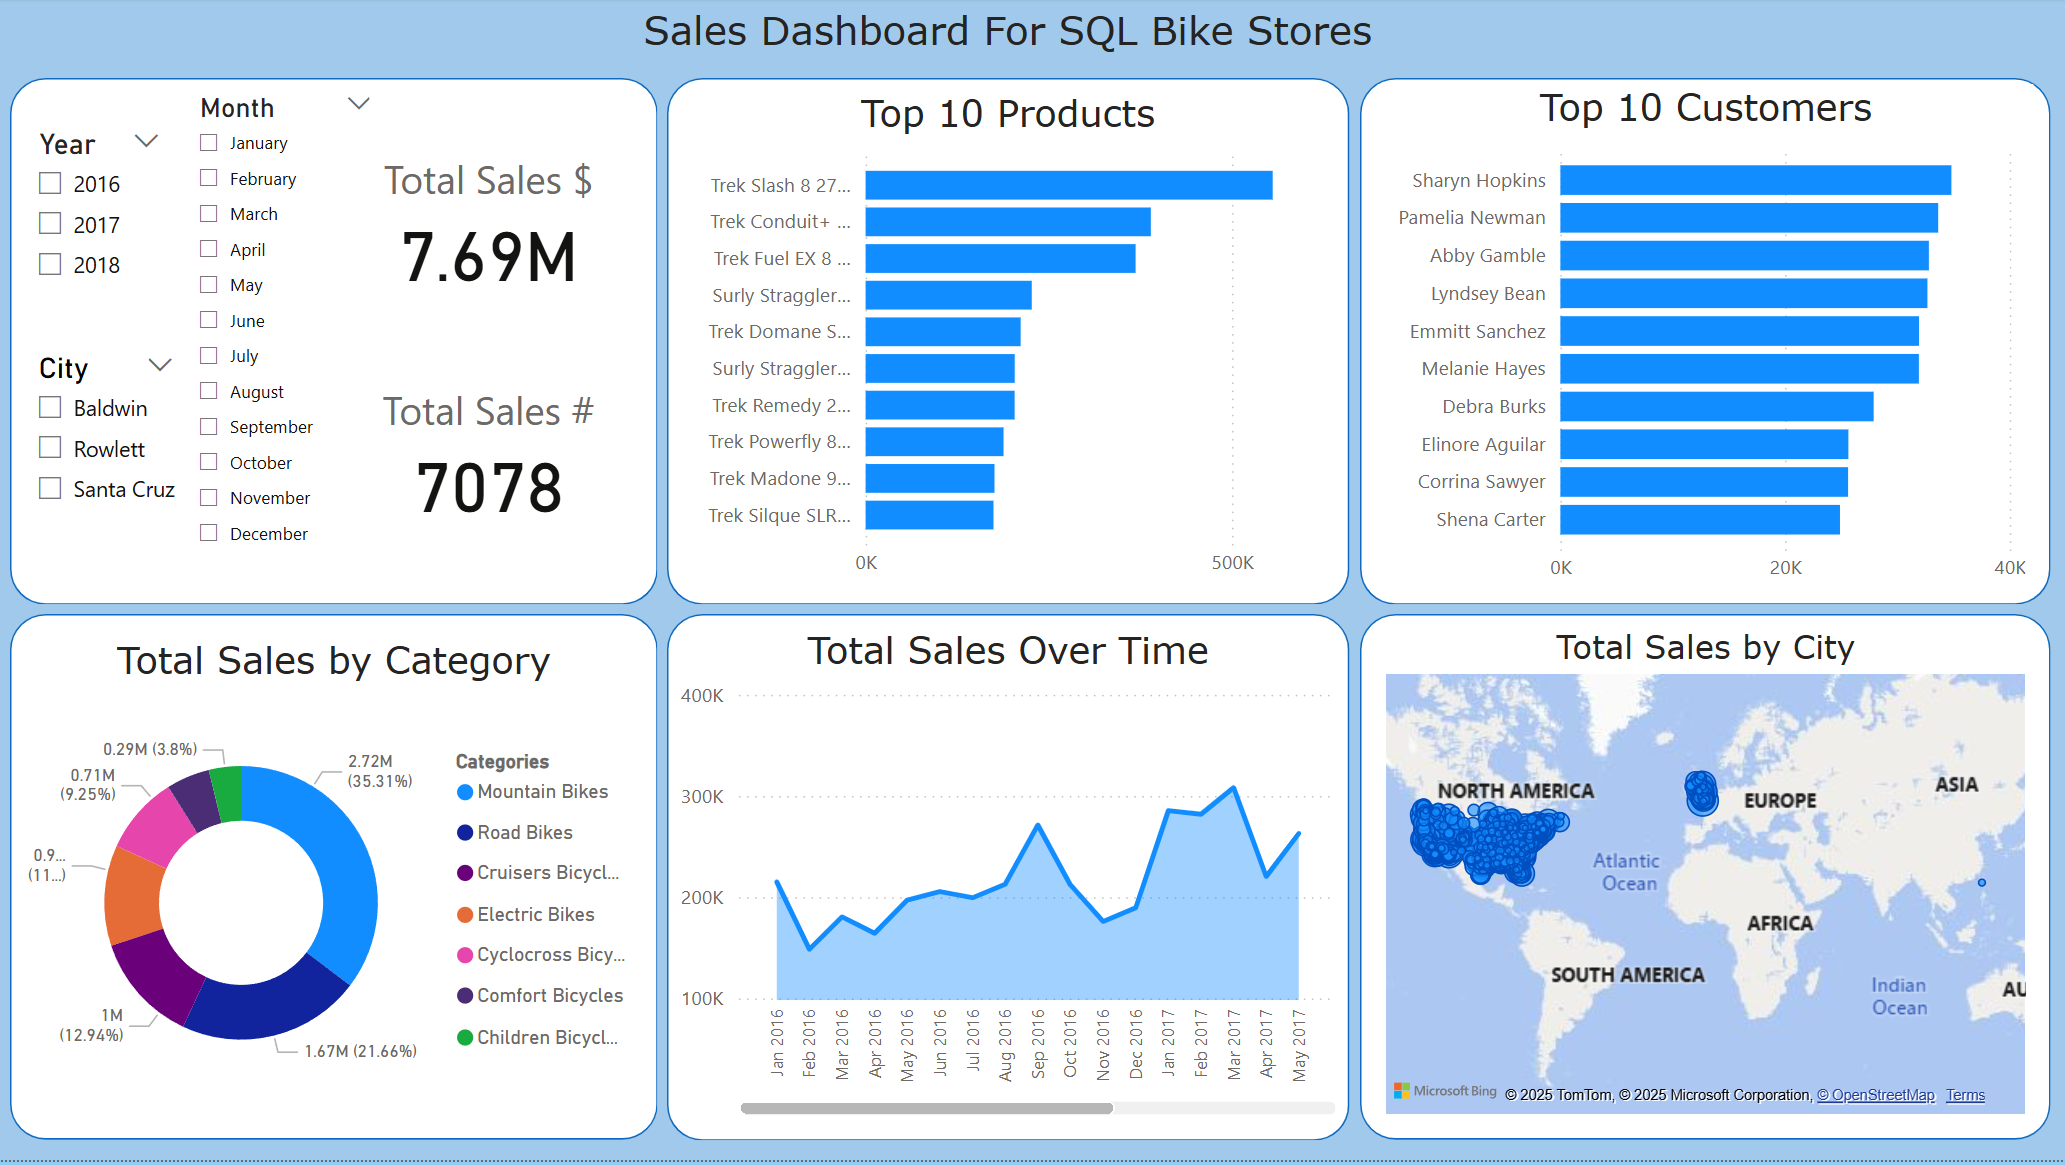 Sales Dashboard For SQL Bike Stores
Year
2016
2017
2018
City
Baldwin
Rowlett
Santa Cruz
Month
January
February
March
April
May
June
July
August
September
October
November
December
Total Sales $
7.69M
Total Sales #
7078
Top 10 Products
Trek Slash 8 27...
Trek Conduit+ ...
Trek Fuel EX 8 ...
Surly Straggler...
Trek Domane S...
Surly Straggler...
Trek Remedy 2...
Trek Powerfly 8...
Trek Madone 9...
Trek Silque SLR...
0K 500K
Top 10 Customers
Sharyn Hopkins
Pamelia Newman
Abby Gamble
Lyndsey Bean
Emmitt Sanchez
Melanie Hayes
Debra Burks
Elinore Aguilar
Corrina Sawyer
Shena Carter
0K 20K 40K
Total Sales by Category
0.29M (3.8%)
2.72M
(35.31%)
0.71M
(9.25%)
0.9...
(11...)
1M
(12.94%)
1.67M (21.66%)
Categories
Mountain Bikes
Road Bikes
Cruisers Bicycl...
Electric Bikes
Cyclocross Bicy...
Comfort Bicycles
Children Bicycl...
Total Sales Over Time
400K
300K
200K
100K
Jan 2016
Feb 2016
Mar 2016
Apr 2016
May 2016
Jun 2016
Jul 2016
Aug 2016
Sep 2016
Oct 2016
Nov 2016
Dec 2016
Jan 2017
Feb 2017
Mar 2017
Apr 2017
May 2017
Total Sales by City
NORTH AMERICA
EUROPE
ASIA
Atlantic
Ocean
AFRICA
SOUTH AMERICA
Indian
Ocean
AU
Microsoft Bing © 2025 TomTom, © 2025 Microsoft Corporation, © OpenStreetMap Terms